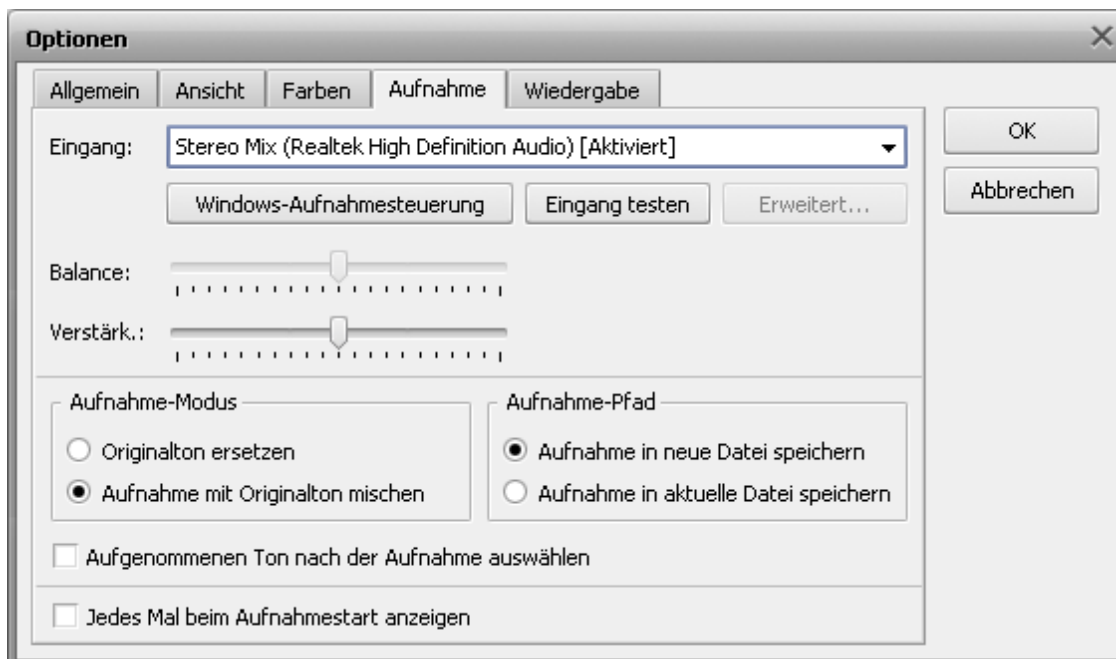 Optionen
Allgemein Ansicht Farben Aufnahme Wiedergabe
Eingang: Stereo Mix (Realtek High Definition Audio) [Aktiviert]
OK
Windows-Aufnahmesteuerung Eingang testen Erweitert...
Abbrechen
Balance:
Verstärk.:
Aufnahme-Modus
Originalton ersetzen
Aufnahme mit Originalton mischen
Aufnahme-Pfad
Aufnahme in neue Datei speichern
Aufnahme in aktuelle Datei speichern
Aufgenommenen Ton nach der Aufnahme auswählen
Jedes Mal beim Aufnahmestart anzeigen